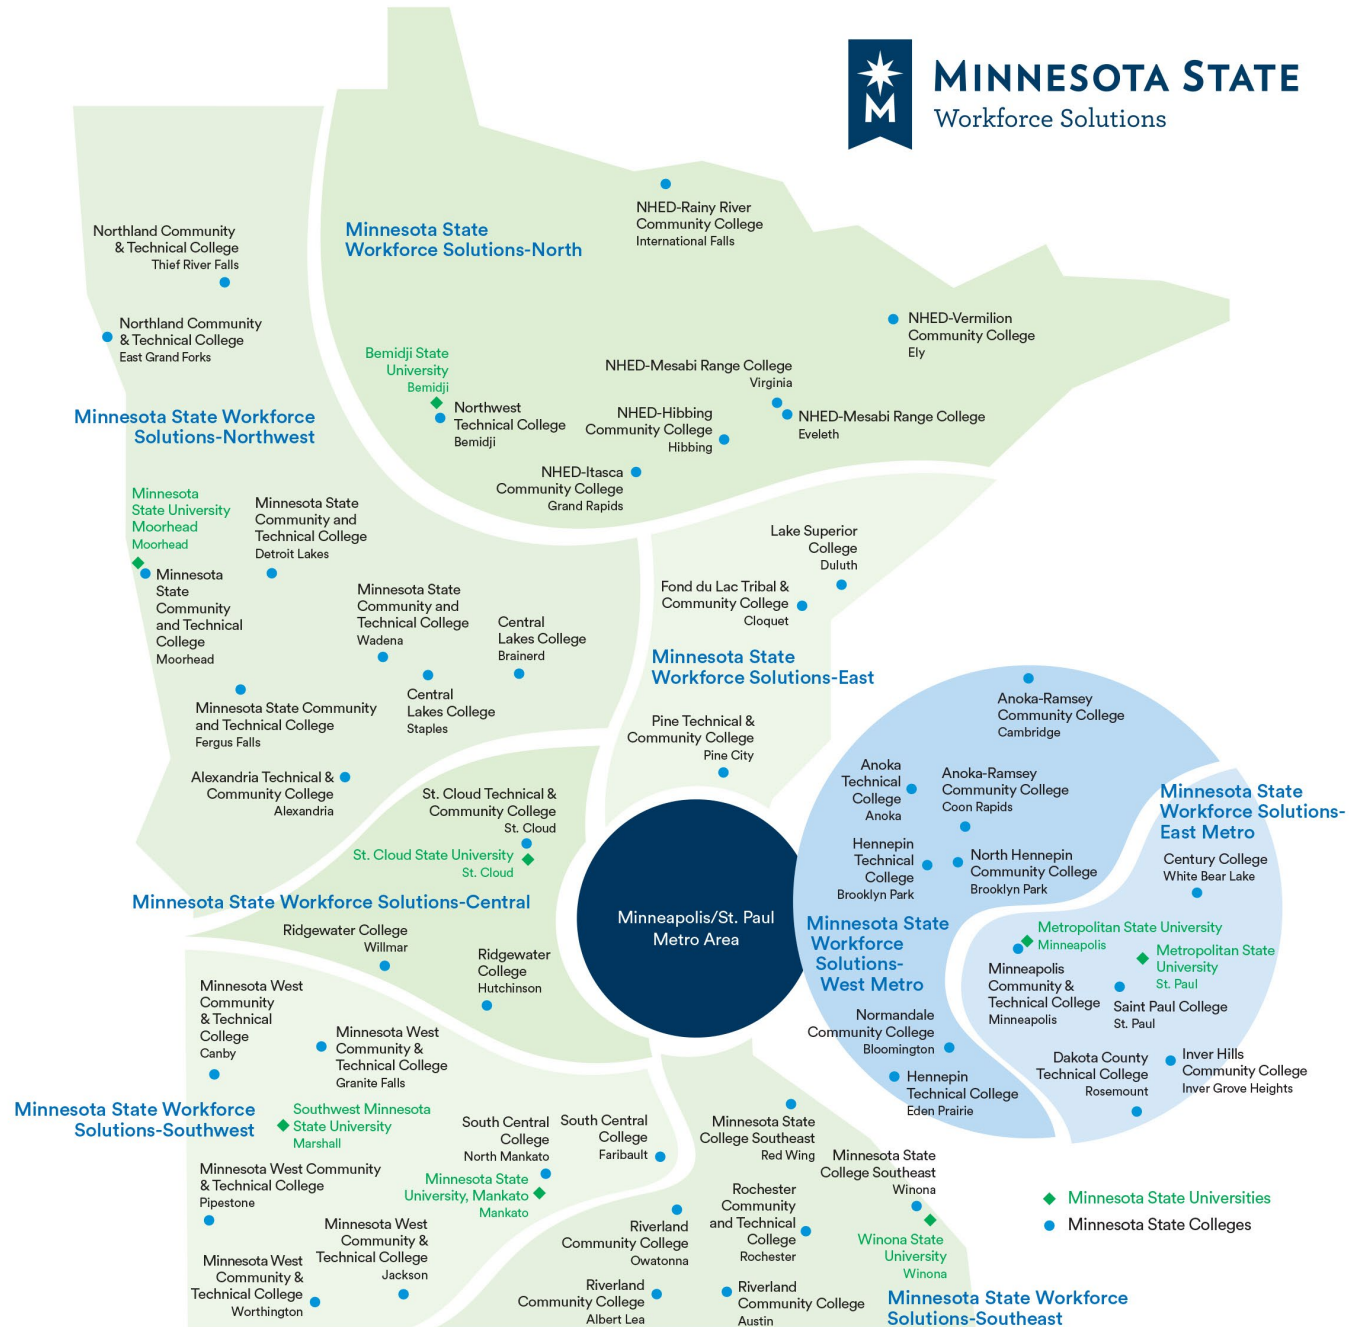 MINNESOTA STATE
Workforce Solutions
Minnesota State
Workforce Solutions-North
NHED-Rainy River
Community College
International Falls
Northland Community
& Technical College
Thief River Falls
Northland Community
& Technical College
East Grand Forks
NHED-Vermilion
Community College
Ely
Bemidji State
University
Bemidji
Northwest
Technical College
Bemidji
NHED-Mesabi Range College
Virginia
NHED-Mesabi Range College
Eveleth
NHED-Hibbing
Community College
Hibbing
NHED-Itasca
Community College
Grand Rapids
Minnesota State Workforce
Solutions-Northwest
Minnesota
State University
Moorhead
Moorhead
Minnesota State
Community and
Technical College
Detroit Lakes
Minnesota
State
Community
and Technical
College
Moorhead
Minnesota State
Community and
Technical College
Wadena
Central
Lakes College
Brainerd
Central
Lakes College
Staples
Minnesota State Community
and Technical College
Fergus Falls
Alexandria Technical &
Community College
Alexandria
Lake Superior
College
Duluth
Fond du Lac Tribal &
Community College
Cloquet
Minnesota State
Workforce Solutions-East
Pine Technical &
Community College
Pine City
St. Cloud Technical &
Community College
St. Cloud
St. Cloud State University
St. Cloud
Minnesota State Workforce Solutions-Central
Ridgewater College
Willmar
Ridgewater
College
Hutchinson
Minneapolis/St. Paul
Metro Area
Anoka-Ramsey
Community College
Cambridge
Anoka
Technical
College
Anoka
Anoka-Ramsey
Community College
Coon Rapids
Hennepin
Technical
College
Brooklyn Park
North Hennepin
Community College
Brooklyn Park
Minnesota State
Workforce
Solutions-
West Metro
Normandale
Community College
Bloomington
Hennepin
Technical College
Eden Prairie
Minnesota State
Workforce Solutions-
East Metro
Century College
White Bear Lake
Metropolitan State University
Minneapolis
Metropolitan State
University
St. Paul
Minneapolis
Community &
Technical College
Minneapolis
Saint Paul College
St. Paul
Dakota County
Technical College
Rosemount
Inver Hills
Community College
Inver Grove Heights
Minnesota West
Community
& Technical
College
Canby
Minnesota West
Community &
Technical College
Granite Falls
Minnesota State Workforce
Solutions-Southwest
Southwest Minnesota
State University
Marshall
Minnesota West Community
& Technical College
Pipestone
Minnesota West
Community &
Technical College
Worthington
Minnesota West
Community &
Technical College
Jackson
South Central
College
North Mankato
Minnesota State
University, Mankato
Mankato
South Central
College
Faribault
Minnesota State
College Southeast
Red Wing
Minnesota State
College Southeast
Winona
Winona State
University
Winona
Rochester
Community
and Technical
College
Rochester
Riverland
Community College
Owatonna
Riverland
Community College
Albert Lea
Riverland
Community College
Austin
Minnesota State Workforce
Solutions-Southeast
Minnesota State Universities
Minnesota State Colleges